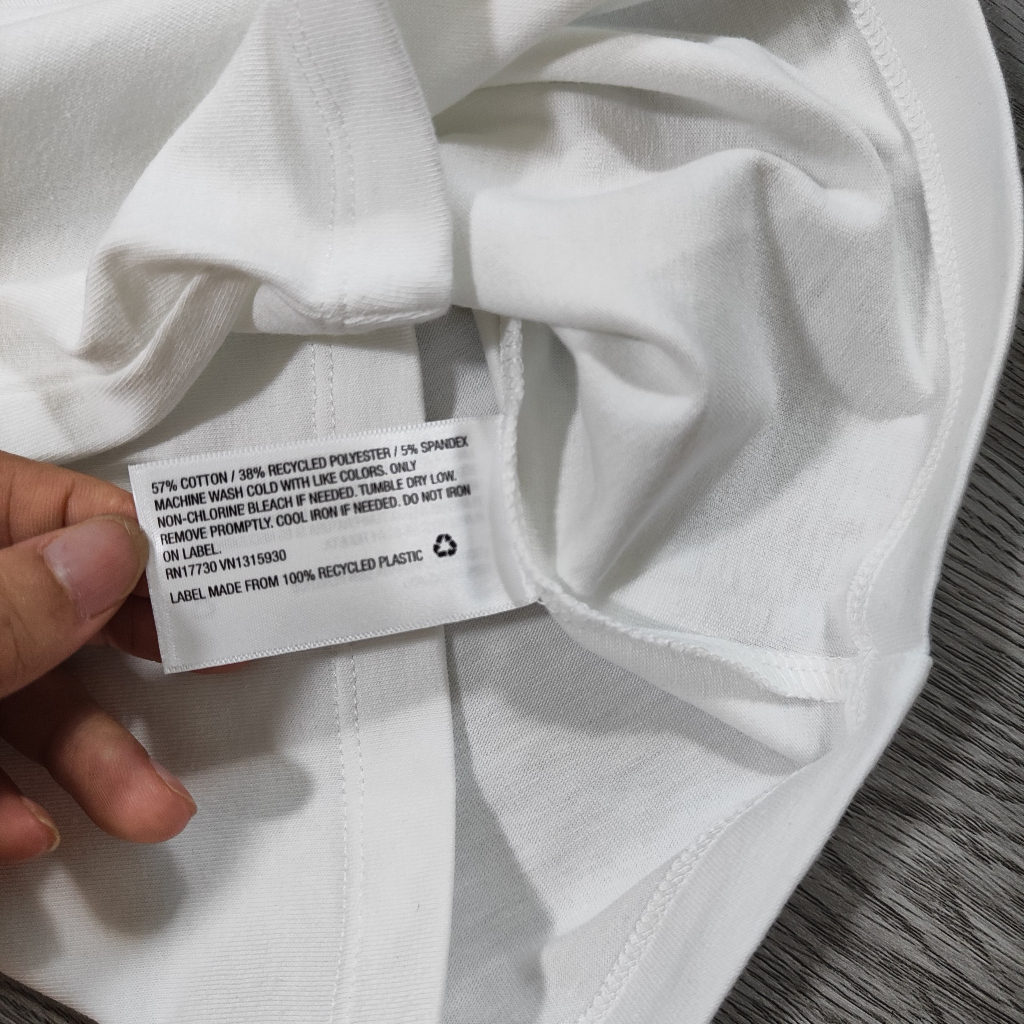 57% COTTON / 38% RECYCLED POLYESTER / 5% SPANDEX
MACHINE WASH COLD WITH LIKE COLORS. ONLY
NON-CHLORINE BLEACH IF NEEDED. TUMBLE DRY LOW.
REMOVE PROMPTLY. COOL IRON IF NEEDED. DO NOT IRON
ON LABEL.
RN17730 VN1315930
LABEL MADE FROM 100% RECYCLED PLASTIC